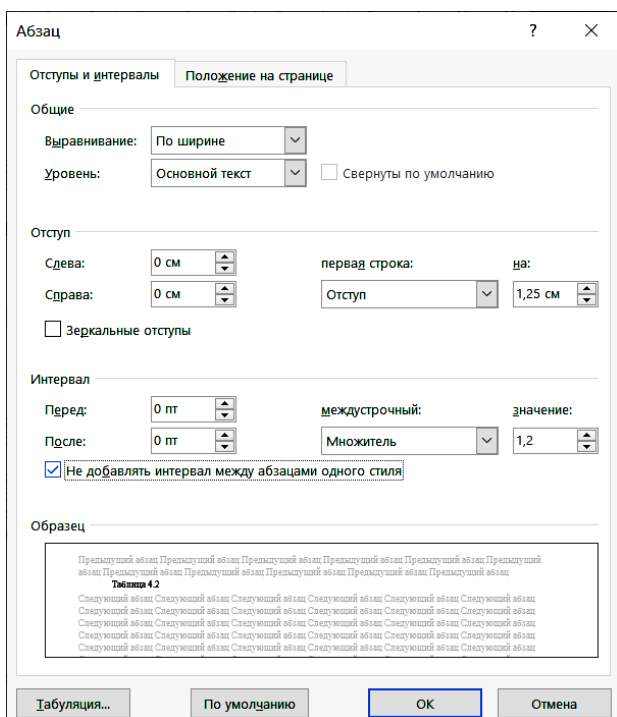 Абзац ?
Отступы и интервалы Положение на странице
Общие
Выравнивание: По ширине
Уровень: Основной текст Свернуты по умолчанию
Отступ
Слева: 0 см первая строка: на:
Справа: 0 см Отступ 1,25 см
Зеркальные отступы
Интервал
Перед: 0 пт междустрочный: значение:
После: 0 пт Множитель 1,2
Не добавлять интервал между абзацами одного стиля
Образец
Предыдущий абзац Предыдущий абзац Предыдущий абзац Предыдущий абзац Предыдущий абзац Предыдущий
абзац Предыдущий абзац Предыдущий абзац Предыдущий абзац Предыдущий абзац Предыдущий абзац
Таблица 4.2
Следующий абзац Следующий абзац Следующий абзац Следующий абзац Следующий абзац Следующий абзац
Следующий абзац Следующий абзац Следующий абзац Следующий абзац Следующий абзац Следующий абзац
Следующий абзац Следующий абзац Следующий абзац Следующий абзац Следующий абзац Следующий абзац
Следующий абзац Следующий абзац Следующий абзац Следующий абзац Следующий абзац Следующий абзац
Следующий абзац Следующий абзац Следующий абзац Следующий абзац Следующий абзац Следующий абзац
Табуляция... По умолчанию ОК Отмена